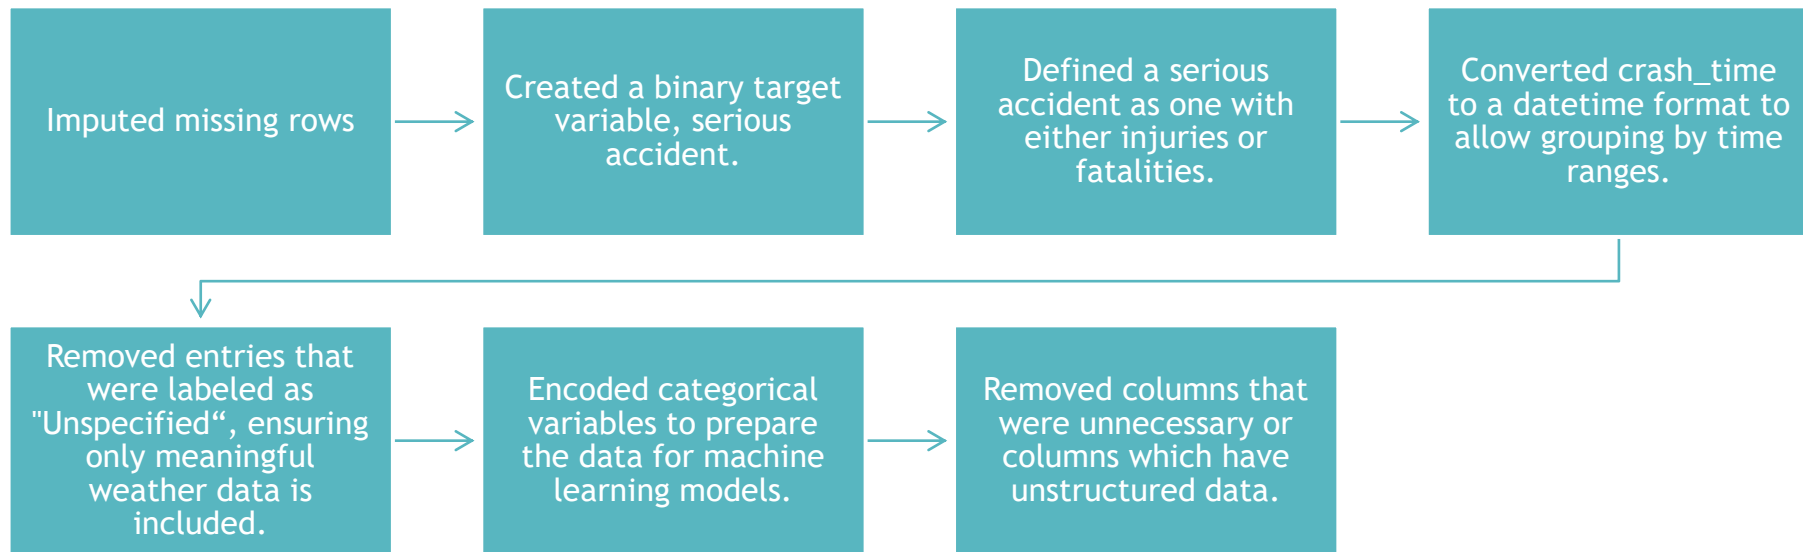 Imputed missing rows
Created a binary target
variable, serious
accident.
Defined a serious
accident as one with
either injuries or
fatalities.
Converted crash_time
to a datetime format to
allow grouping by time
ranges.
Removed entries that
were labeled as
"Unspecified“, ensuring
only meaningful
weather data is
included.
Encoded categorical
variables to prepare
the data for machine
learning models.
Removed columns that
were unnecessary or
columns which have
unstructured data.